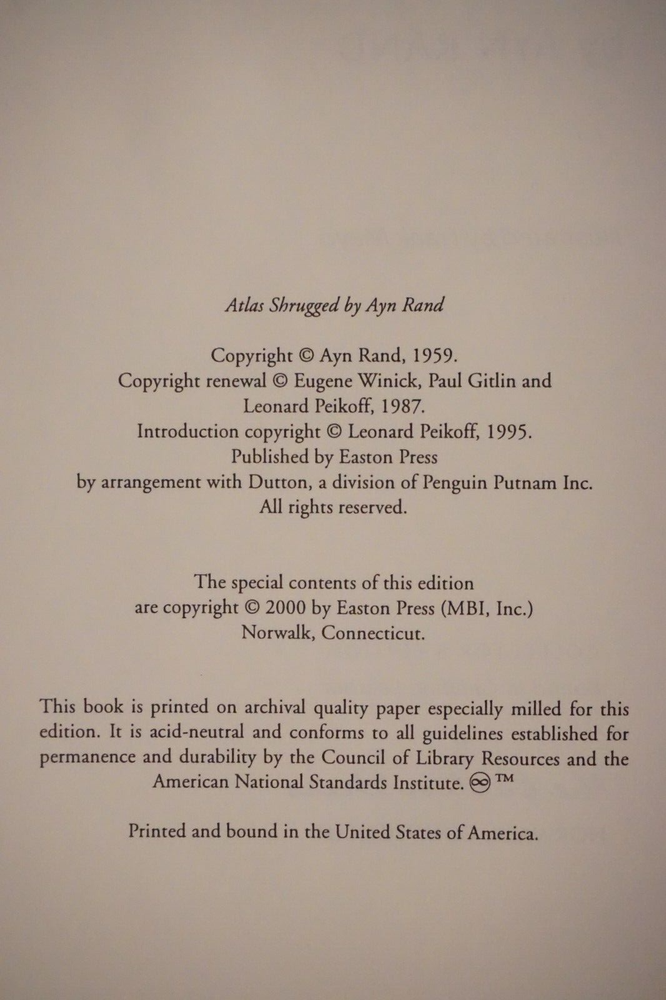 Atlas Shrugged by Ayn Rand
Copyright © Ayn Rand, 1959.
Copyright renewal © Eugene Winick, Paul Gitlin and
Leonard Peikoff, 1987.
Introduction copyright © Leonard Peikoff, 1995.
Published by Easton Press
by arrangement with Dutton, a division of Penguin Putnam Inc.
All rights reserved.
The special contents of this edition
are copyright © 2000 by Easton Press (MBI, Inc.)
Norwalk, Connecticut.
This book is printed on archival quality paper especially milled for this
edition. It is acid-neutral and conforms to all guidelines established for
permanence and durability by the Council of Library Resources and the
American National Standards Institute. ♾ ™
Printed and bound in the United States of America.